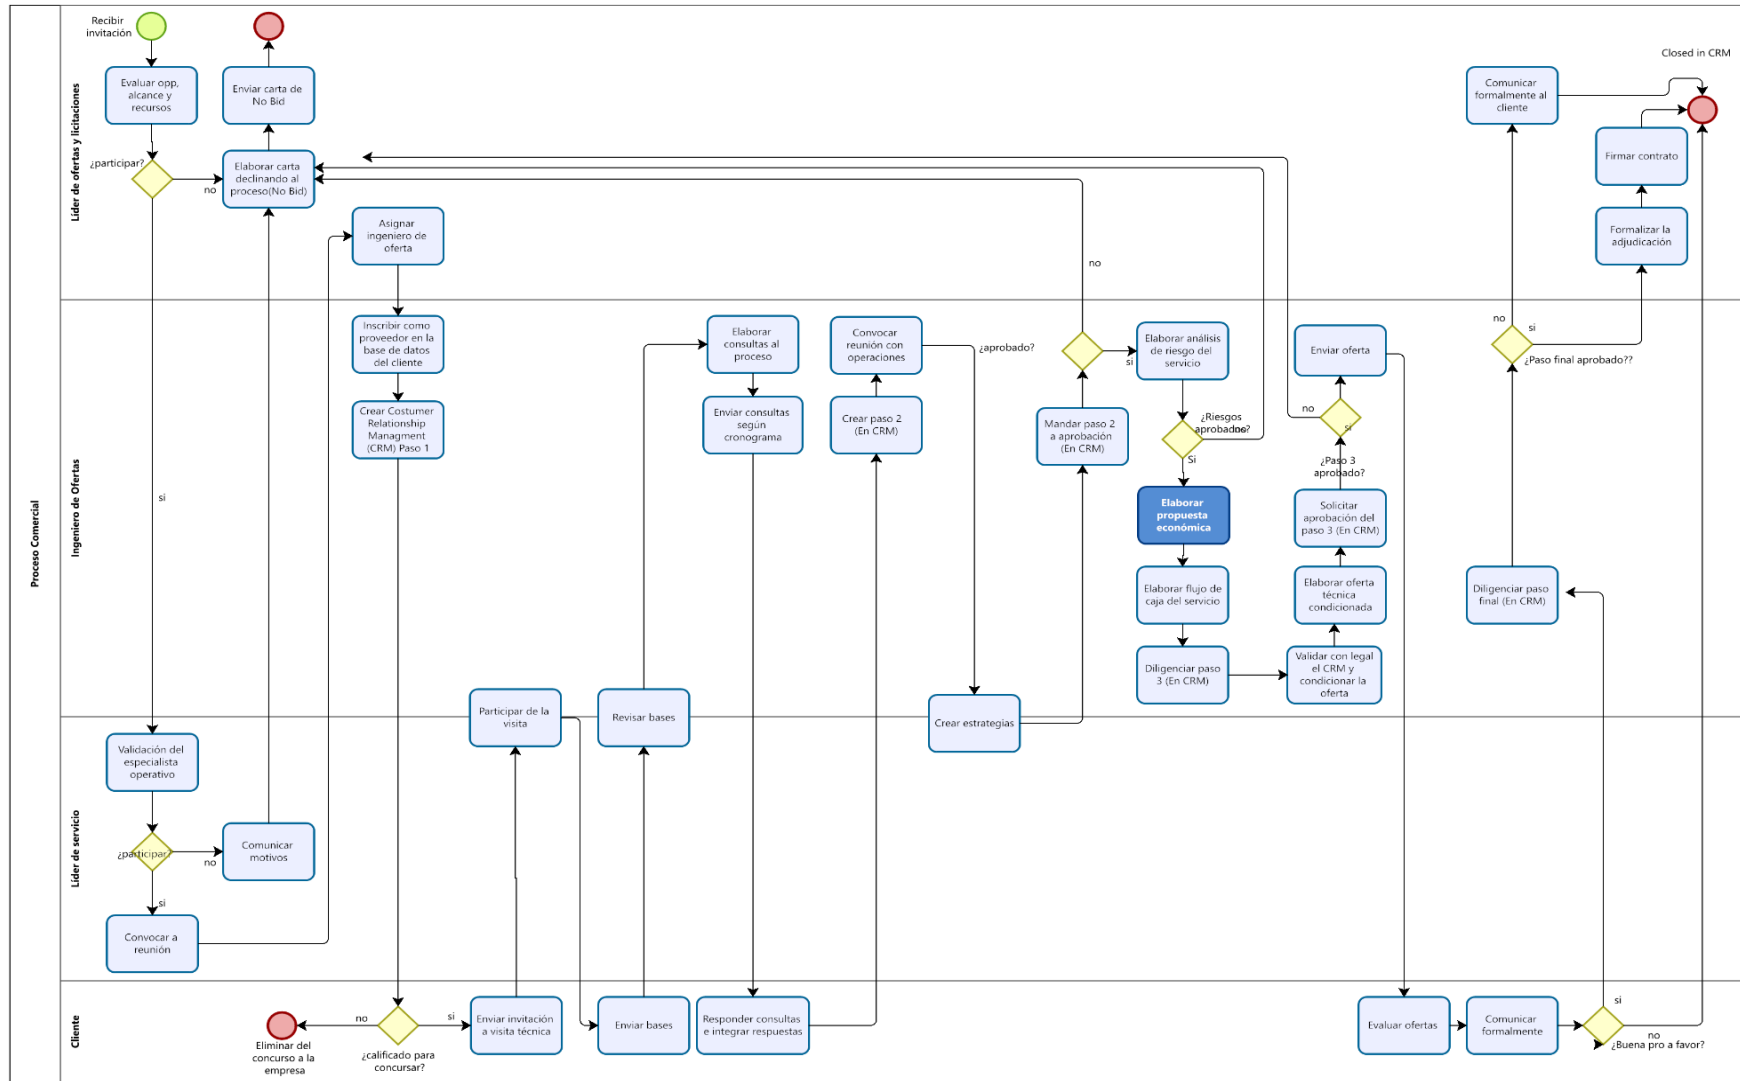 Proceso Comercial
Líder de ofertas y licitaciones
Recibir
invitación
Evaluar opp,
alcance y
recursos
¿participar?
no
si
Enviar carta de
No Bid
Elaborar carta
declinando al
proceso(No Bid)
Asignar
ingeniero de
oferta
no
Comunicar
formalmente al
cliente
Closed in CRM
Firmar contrato
Formalizar la
adjudicación
Ingeniero de Ofertas
Inscribir como
proveedor en la
base de datos
del cliente
Crear Costumer
Relationship
Managment
(CRM) Paso 1
Participar de la
visita
Revisar bases
Elaborar
consultas al
proceso
Enviar consultas
según
cronograma
Convocar
reunión con
operaciones
Crear paso 2
(En CRM)
¿aprobado?
Crear estrategias
Mandar paso 2
a aprobación
(En CRM)
si
Elaborar análisis
de riesgo del
servicio
¿Riesgos
aprobados?
no
Si
Elaborar
propuesta
económica
Elaborar flujo de
caja del servicio
Diligenciar paso
3 (En CRM)
Validar con legal
el CRM y
condicionar la
oferta
Elaborar oferta
técnica
condicionada
Solicitar
aprobación del
paso 3 (En CRM)
¿Paso 3
aprobado?
no
si
Enviar oferta
Diligenciar paso
final (En CRM)
no
si
¿Paso final aprobado??
Líder de servicio
Validación del
especialista
operativo
¿participar?
no
si
Comunicar
motivos
Convocar a
reunión
Cliente
Eliminar del
concurso a la
empresa
no
si
¿calificado para
concursar?
Enviar invitación
a visita técnica
Enviar bases
Responder consultas
e integrar respuestas
Evaluar ofertas
Comunicar
formalmente
si
no
¿Buena pro a favor?